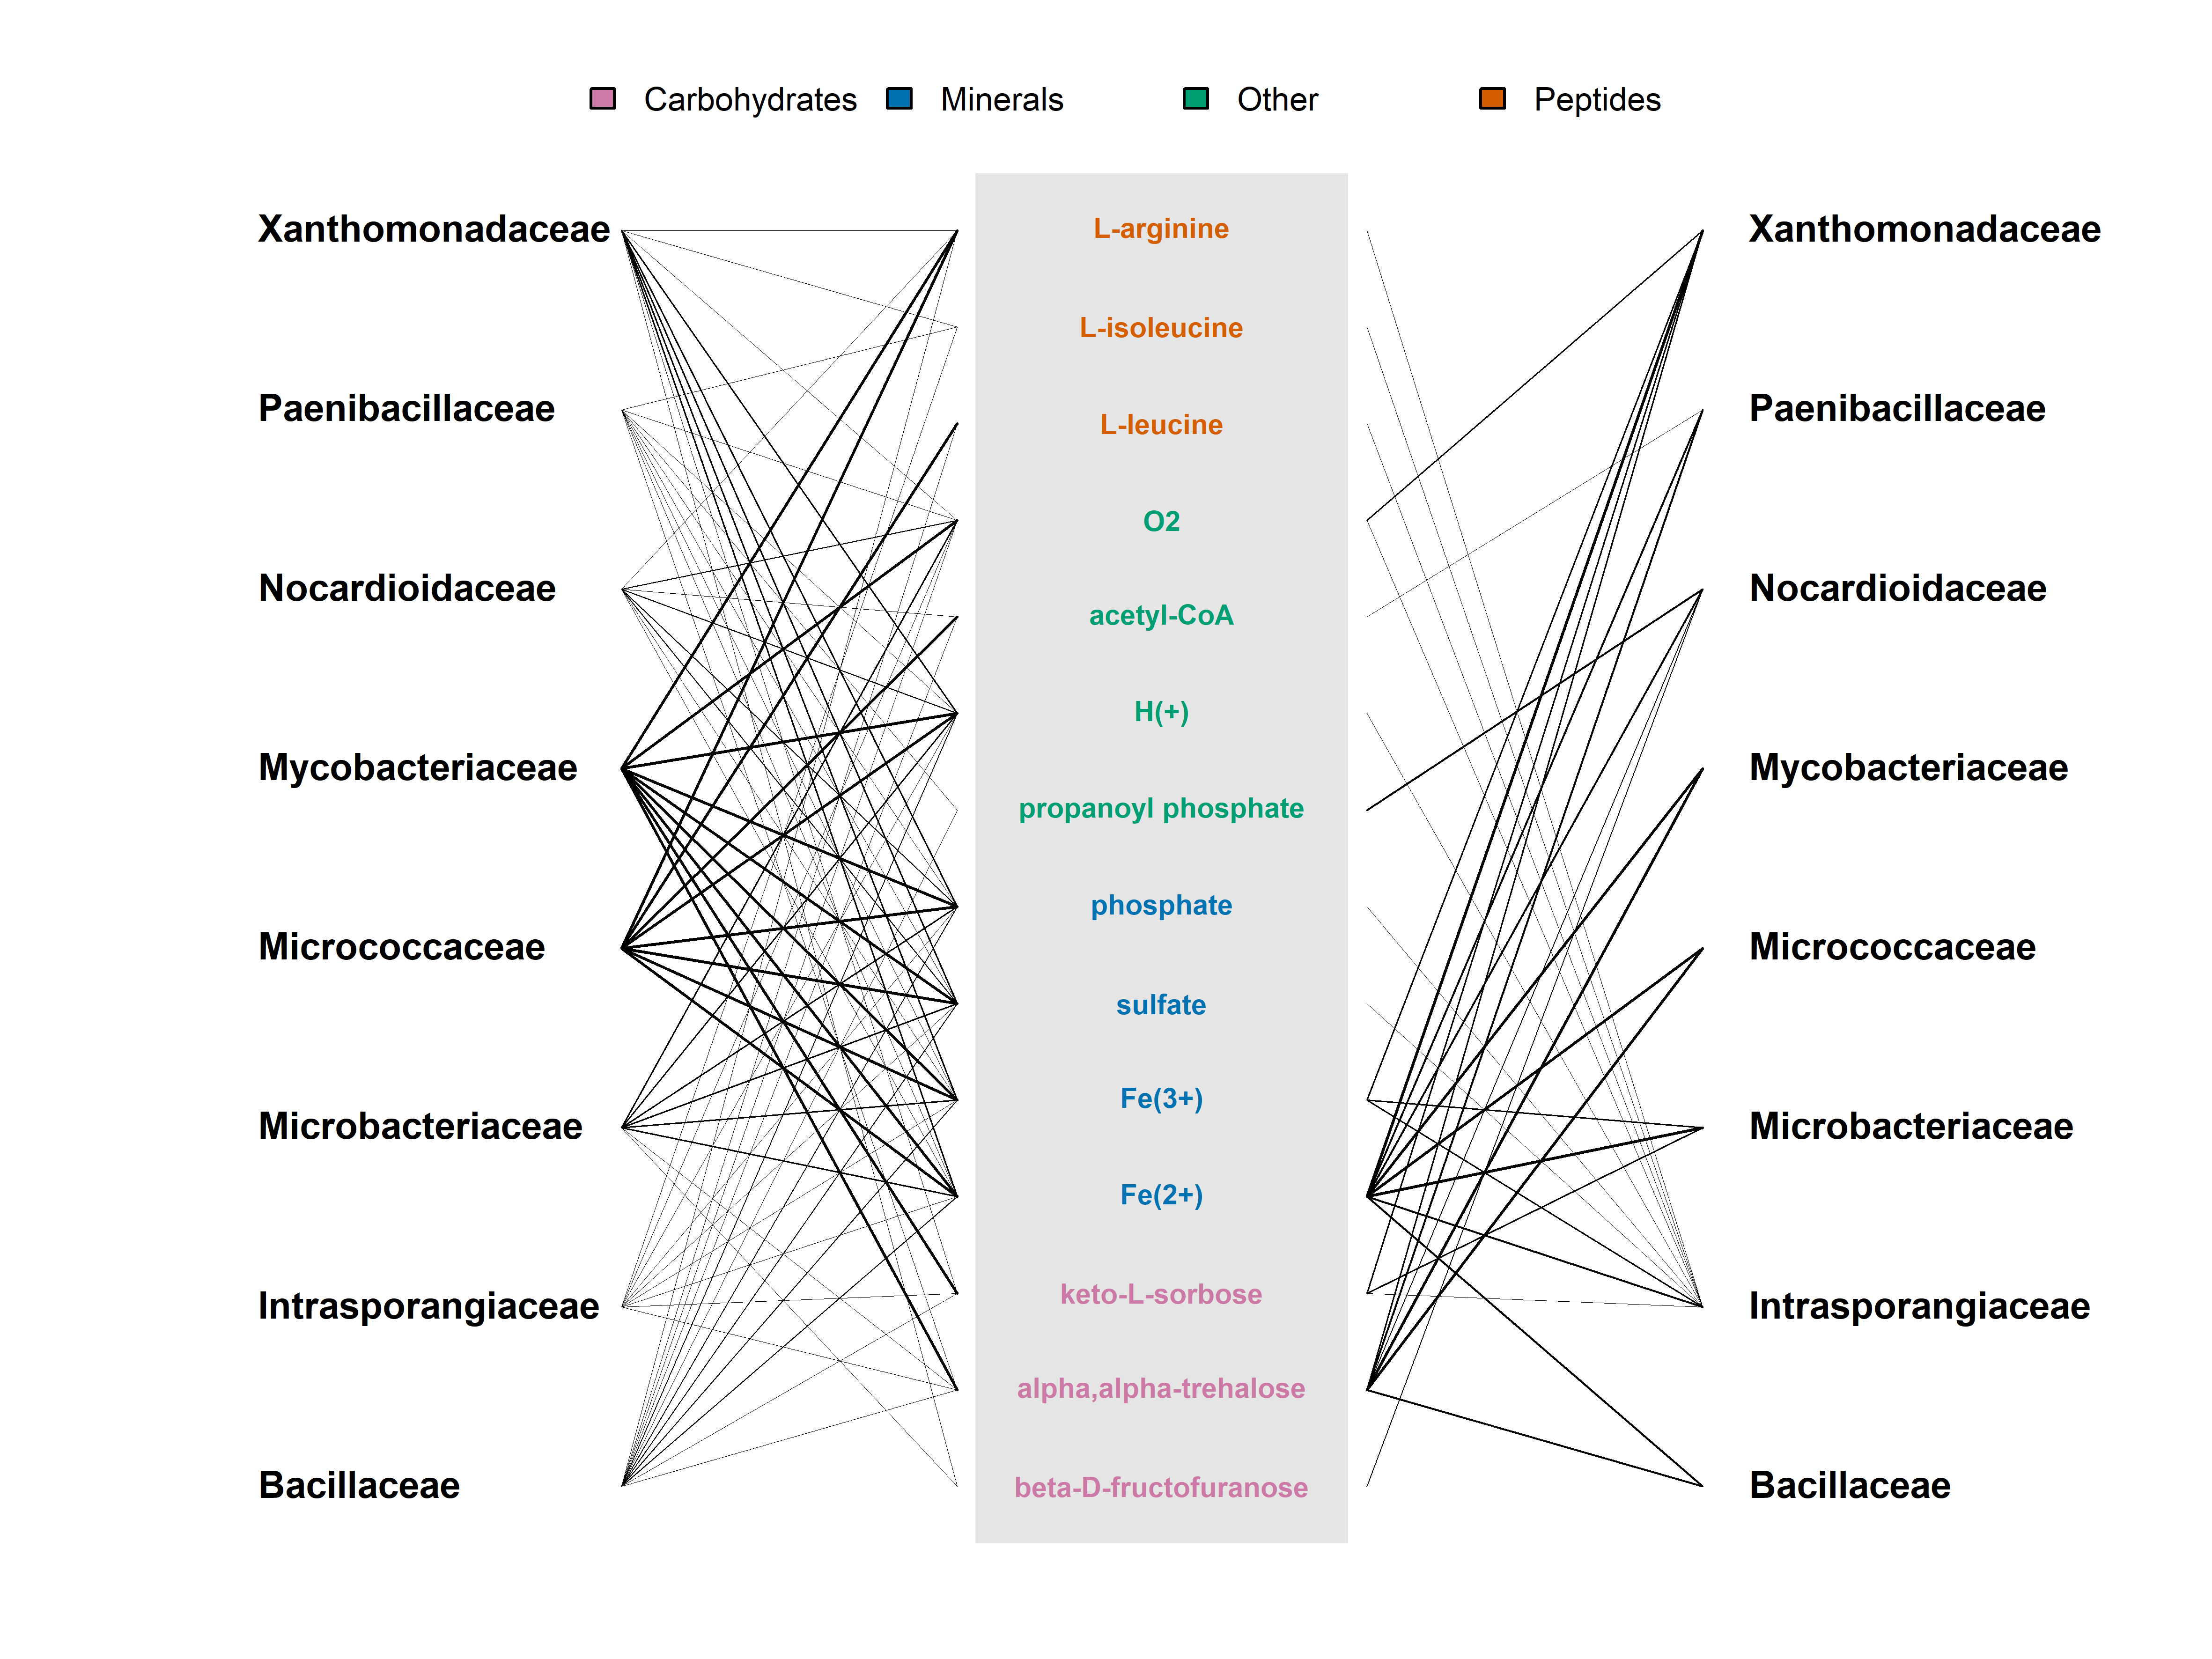 Carbohydrates Minerals Other Peptides
Xanthomonadaceae
Paenibacillaceae
Nocardioidaceae
Mycobacteriaceae
Micrococcaceae
Microbacteriaceae
Intrasporangiaceae
Bacillaceae
L-arginine
L-isoleucine
L-leucine
O2
acetyl-CoA
H(+)
propanoyl phosphate
phosphate
sulfate
Fe(3+)
Fe(2+)
keto-L-sorbose
alpha,alpha-trehalose
beta-D-fructofuranose
Xanthomonadaceae
Paenibacillaceae
Nocardioidaceae
Mycobacteriaceae
Micrococcaceae
Microbacteriaceae
Intrasporangiaceae
Bacillaceae